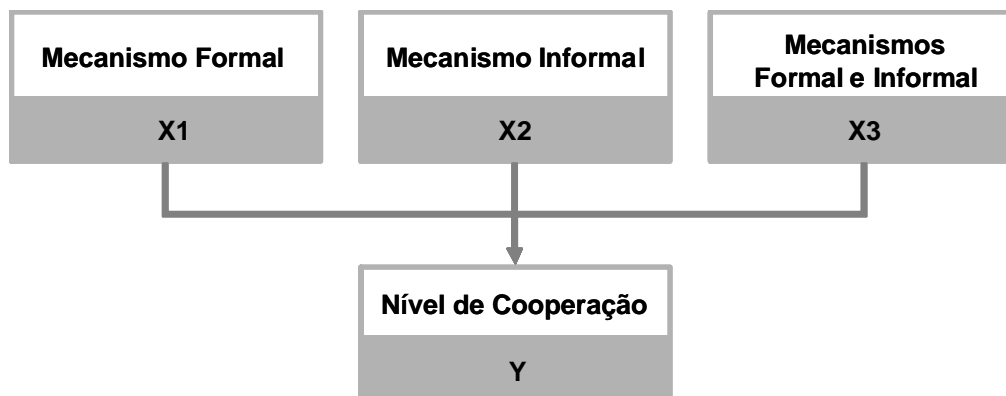 Mecanismo Formal
X1
Mecanismo Informal
X2
Mecanismos
Formal e Informal
X3
Nível de Cooperação
Y